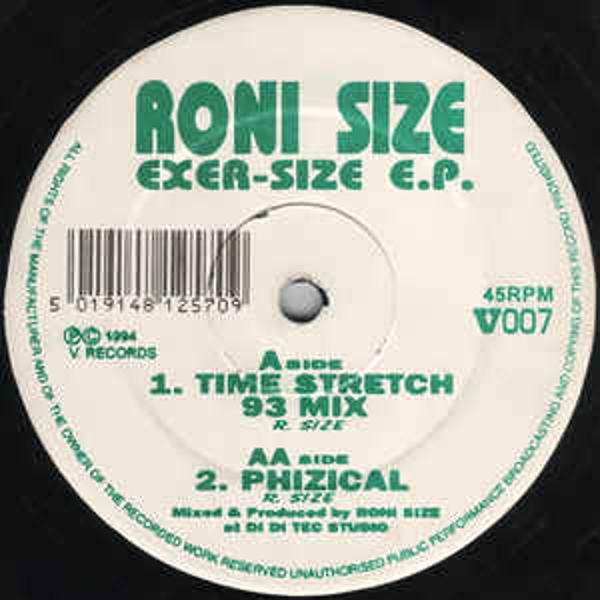 RONI SIZE
EXER-SIZE E.P.
5 019148 125709
45RPM
V007
℗© 1994
V RECORDS
A SIDE
1. TIME STRETCH
93 MIX
R. SIZE
AA SIDE
2. PHIZICAL
R. SIZE
Mixed & Produced by RONI SIZE
at DI DI TEC STUDIO
ALL RIGHTS OF THE MANUFACTURER AND OF THE OWNER OF THE RECORDED WORK RESERVED UNAUTHORISED PUBLIC PERFORMANCE BROADCASTING AND COPYING OF THIS RECORD PROHIBITED